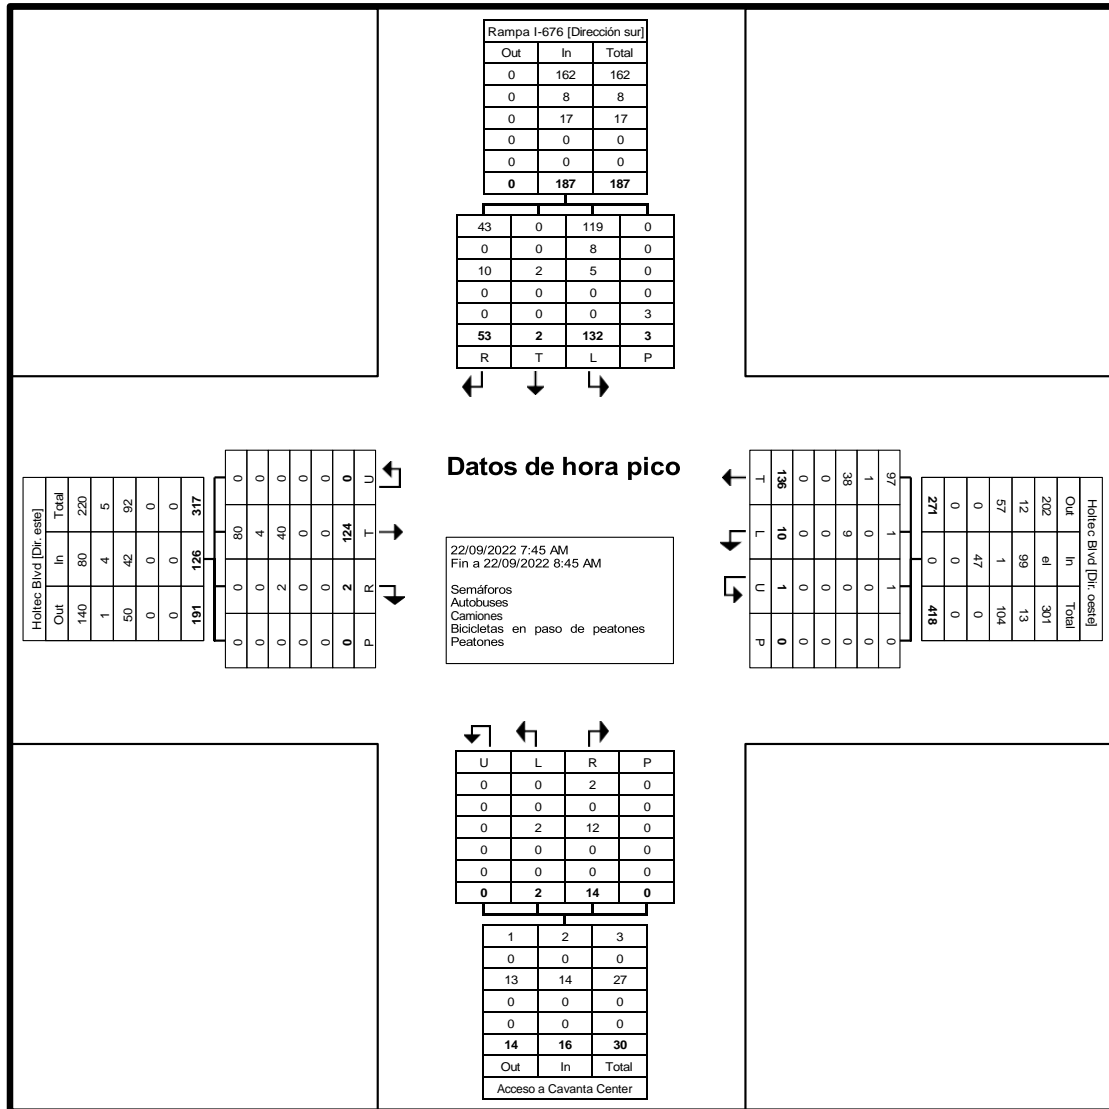 Rampa I-676 [Dirección sur]
Out In Total
0 162 162
0 8 8
0 17 17
0 0 0
0 0 0
0 187 187
43 0 119 0
0 0 8 0
10 2 5 0
0 0 0 0
0 0 0 3
53 2 132 3
R T L P
Holtec Blvd [Dir. este]
Out In Total
140 80 220
1 4 5
50 42 92
0 0 0
0 0 0
191 126 317
0 0 80 0
0 0 4 0
0 2 40 0
0 0 0 0
0 0 0 0
0 2 124 0
P R T U
Datos de hora pico
22/09/2022 7:45 AM
Fin a 22/09/2022 8:45 AM
Semáforos
Autobuses
Camiones
Bicicletas en paso de peatones
Peatones
Holtec Blvd [Dir. oeste]
Out In Total
202 el 301
12 99 13
57 1 104
0 47 0
0 0 0
271 0 418
97 1 1 0
1 0 0 0
38 9 0 0
0 0 0 0
0 0 0 0
136 10 1 0
T L U P
U L R P
0 0 2 0
0 0 0 0
0 2 12 0
0 0 0 0
0 0 0 0
0 2 14 0
1 2 3
0 0 0
13 14 27
0 0 0
0 0 0
14 16 30
Out In Total
Acceso a Cavanta Center